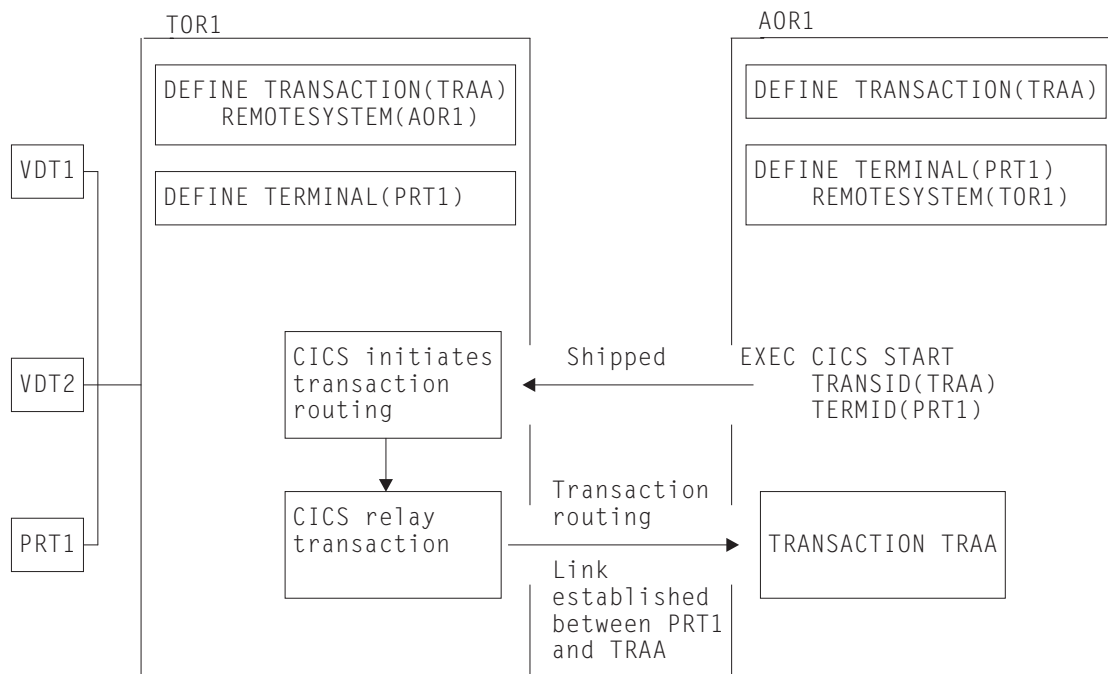 TOR1
AOR1
DEFINE TRANSACTION(TRAA)
REMOTESYSTEM(AOR1)
DEFINE TRANSACTION(TRAA)
VDT1
DEFINE TERMINAL(PRT1)
DEFINE TERMINAL(PRT1)
REMOTESYSTEM(TOR1)
VDT2
CICS initiates
transaction
routing
Shipped
EXEC CICS START
TRANSID(TRAA)
TERMID(PRT1)
PRT1
CICS relay
transaction
Transaction
routing
Link
established
between PRT1
and TRAA
TRANSACTION TRAA